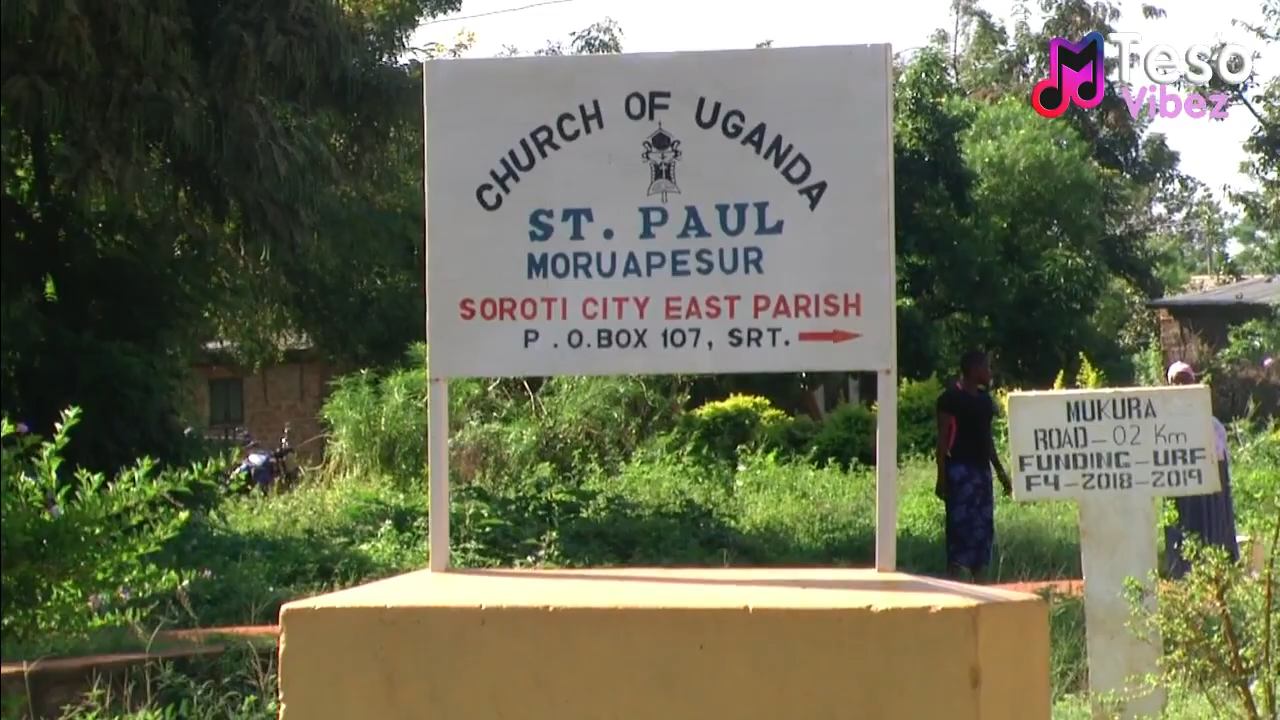 CHURCH OF UGANDA
ST. PAUL
MORUAPESUR
SOROTI CITY EAST PARISH
P.O.BOX 107, SRT.
MUKURA
ROAD-02 Km
FUNDING-URF
FY-2018-2019
Teso
Vibez